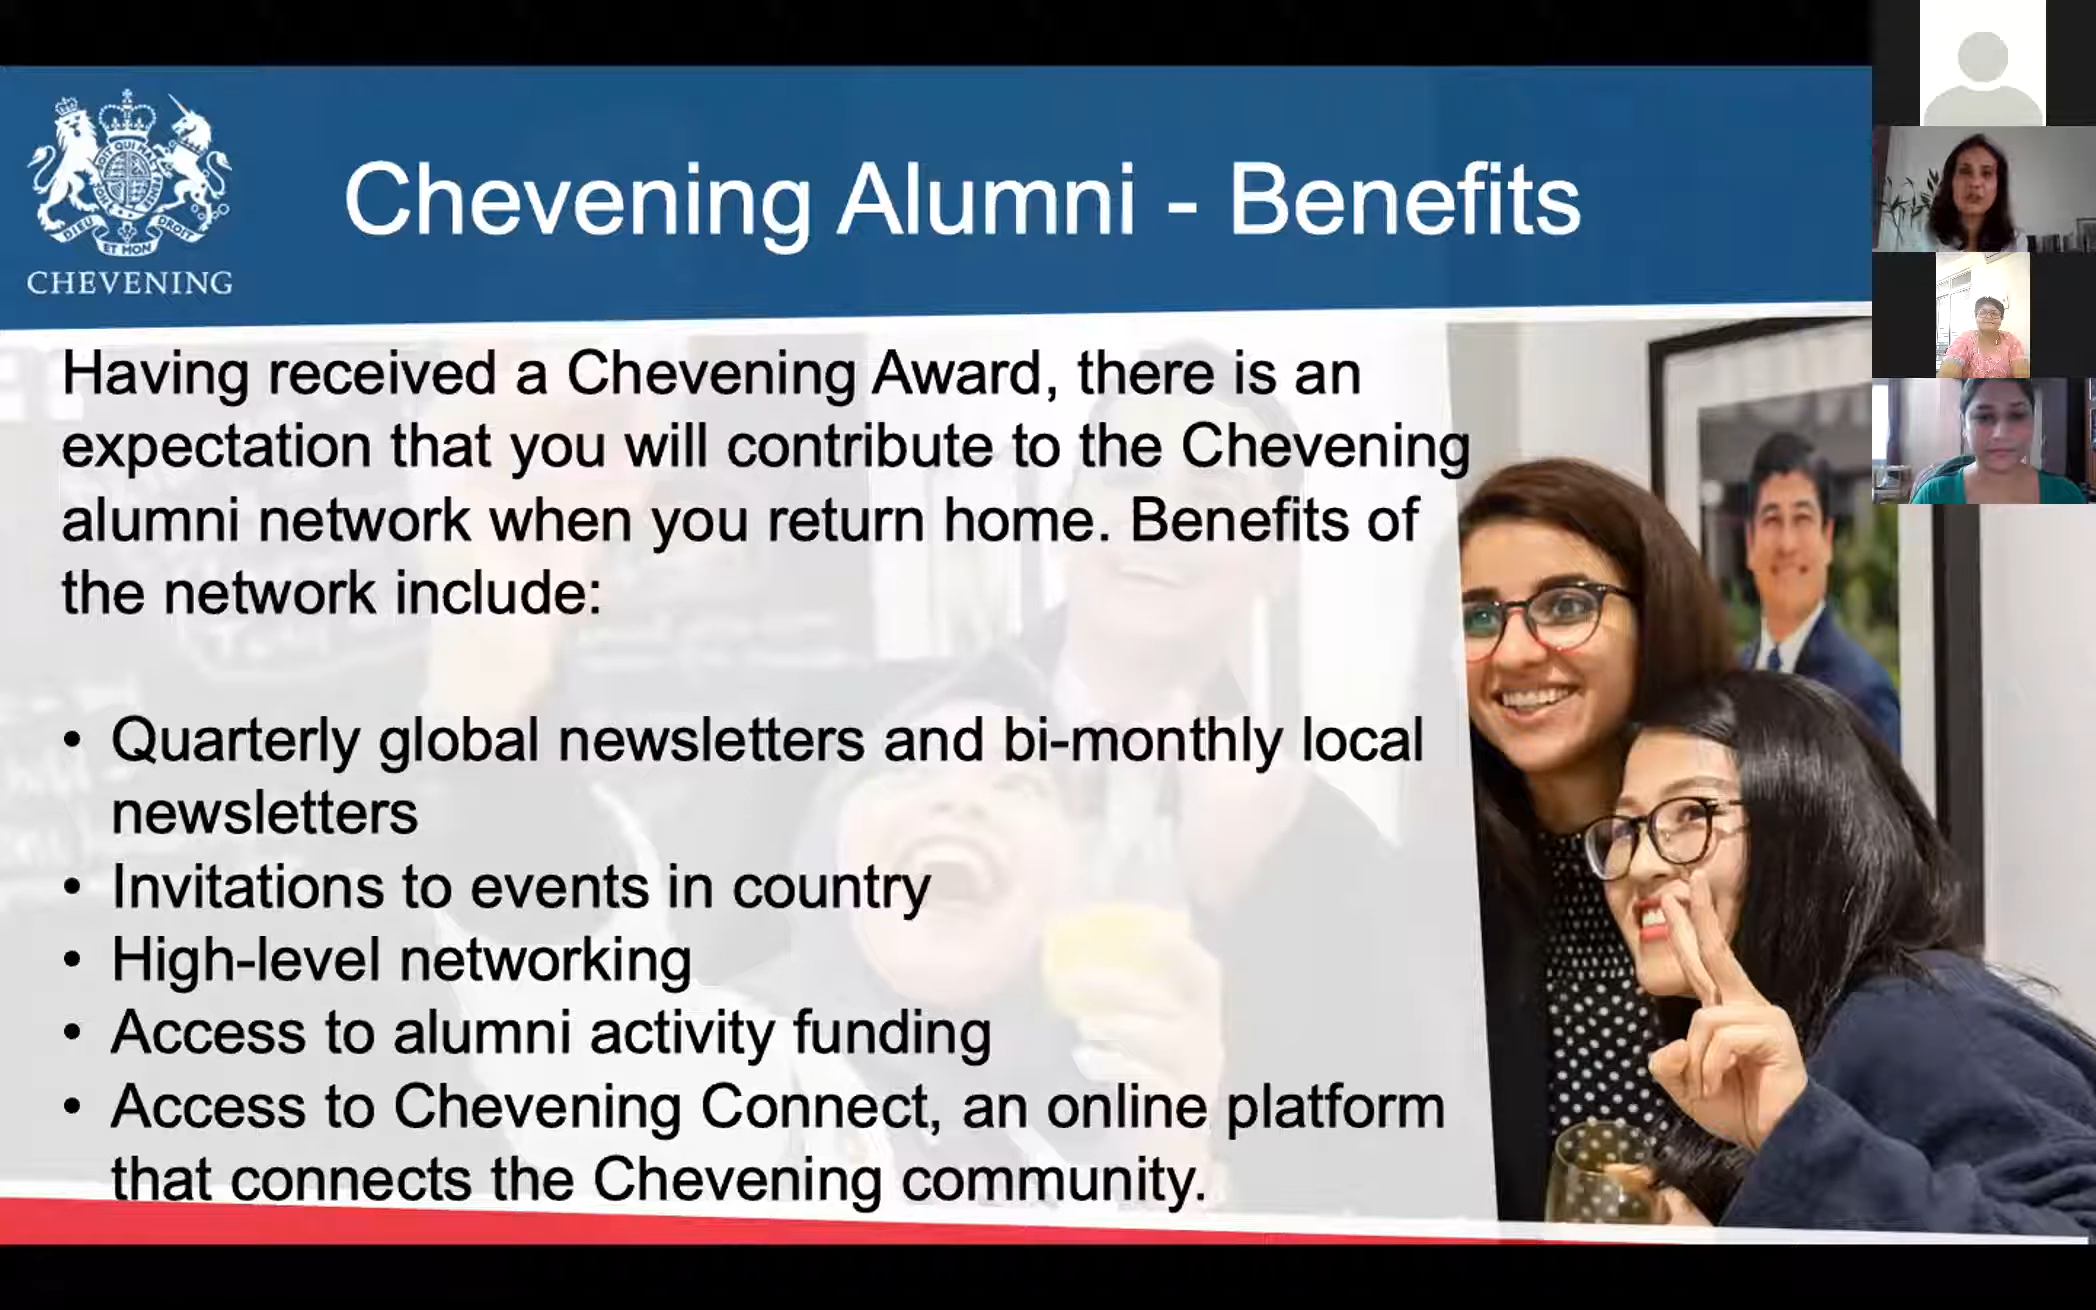 CHEVENING
Chevening Alumni - Benefits
Having received a Chevening Award, there is an
expectation that you will contribute to the Chevening
alumni network when you return home. Benefits of
the network include:
• Quarterly global newsletters and bi-monthly local
newsletters
• Invitations to events in country
• High-level networking
• Access to alumni activity funding
• Access to Chevening Connect, an online platform
that connects the Chevening community.